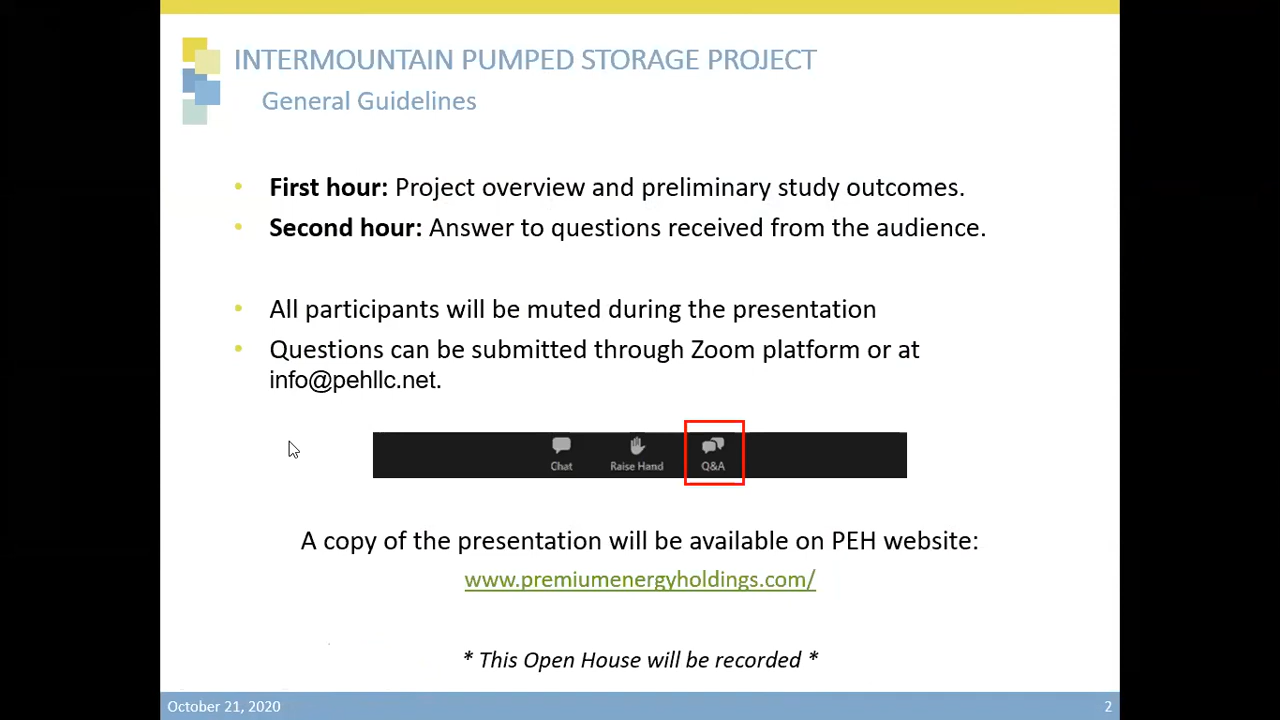 INTERMOUNTAIN PUMPED STORAGE PROJECT
General Guidelines
• First hour: Project overview and preliminary study outcomes.
• Second hour: Answer to questions received from the audience.
• All participants will be muted during the presentation
• Questions can be submitted through Zoom platform or at
info@pehllc.net.
Chat Raise Hand Q&A
A copy of the presentation will be available on PEH website:
www.premiumenergyholdings.com/
* This Open House will be recorded *
October 21, 2020 2